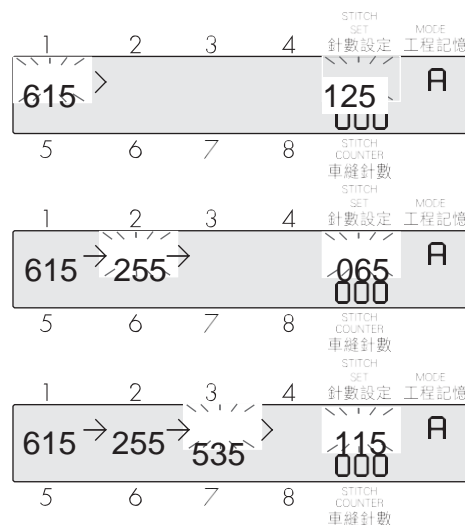 STITCH
SET MODE
1 2 3 4 針數設定 工程記憶
615 125 A
000
5 6 7 8 STITCH
COUNTER
車縫針數
STITCH
SET MODE
1 2 3 4 針數設定 工程記憶
615 255 065 A
000
5 6 7 8 STITCH
COUNTER
車縫針數
STITCH
SET MODE
1 2 3 4 針數設定 工程記憶
615 255 535 115 A
000
5 6 7 8 STITCH
COUNTER
車縫針數